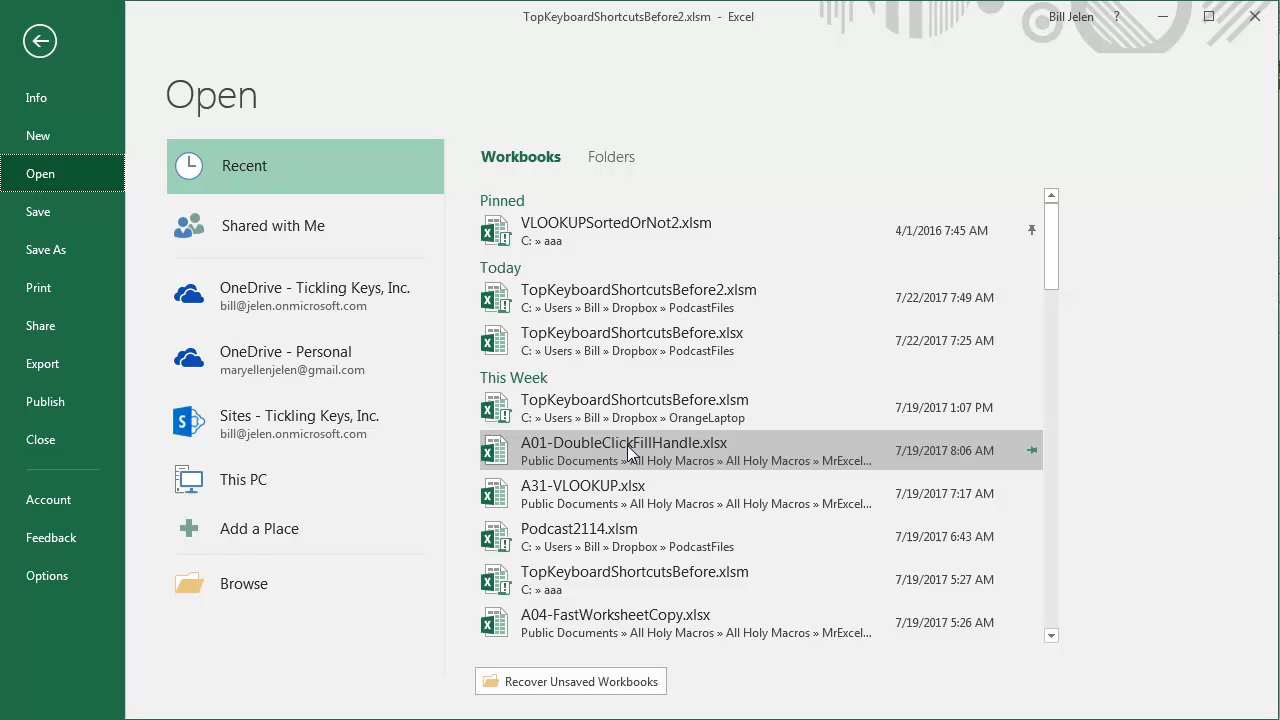 TopKeyboardShortcutsBefore2.xlsm - Excel
Bill Jelen
?
Info
New
Open
Save
Save As
Print
Share
Export
Publish
Close
Account
Feedback
Options
Open
Recent
Shared with Me
OneDrive - Tickling Keys, Inc.
bill@jelen.onmicrosoft.com
OneDrive - Personal
maryellenjelen@gmail.com
Sites - Tickling Keys, Inc.
bill@jelen.onmicrosoft.com
This PC
Add a Place
Browse
Workbooks Folders
Pinned
VLOOKUPSortedOrNot2.xlsm
C: » aaa
4/1/2016 7:45 AM
Today
TopKeyboardShortcutsBefore2.xlsm
C: » Users » Bill » Dropbox » PodcastFiles
7/22/2017 7:49 AM
TopKeyboardShortcutsBefore.xlsx
C: » Users » Bill » Dropbox » PodcastFiles
7/22/2017 7:25 AM
This Week
TopKeyboardShortcutsBefore.xlsm
C: » Users » Bill » Dropbox » OrangeLaptop
7/19/2017 1:07 PM
A01-DoubleClickFillHandle.xlsx
Public Documents » All Holy Macros » All Holy Macros » MrExcel...
7/19/2017 8:06 AM
A31-VLOOKUP.xlsx
Public Documents » All Holy Macros » All Holy Macros » MrExcel...
7/19/2017 7:17 AM
Podcast2114.xlsm
C: » Users » Bill » Dropbox » PodcastFiles
7/19/2017 6:43 AM
TopKeyboardShortcutsBefore.xlsm
C: » aaa
7/19/2017 5:27 AM
A04-FastWorksheetCopy.xlsx
Public Documents » All Holy Macros » All Holy Macros » MrExcel...
7/19/2017 5:26 AM
Recover Unsaved Workbooks